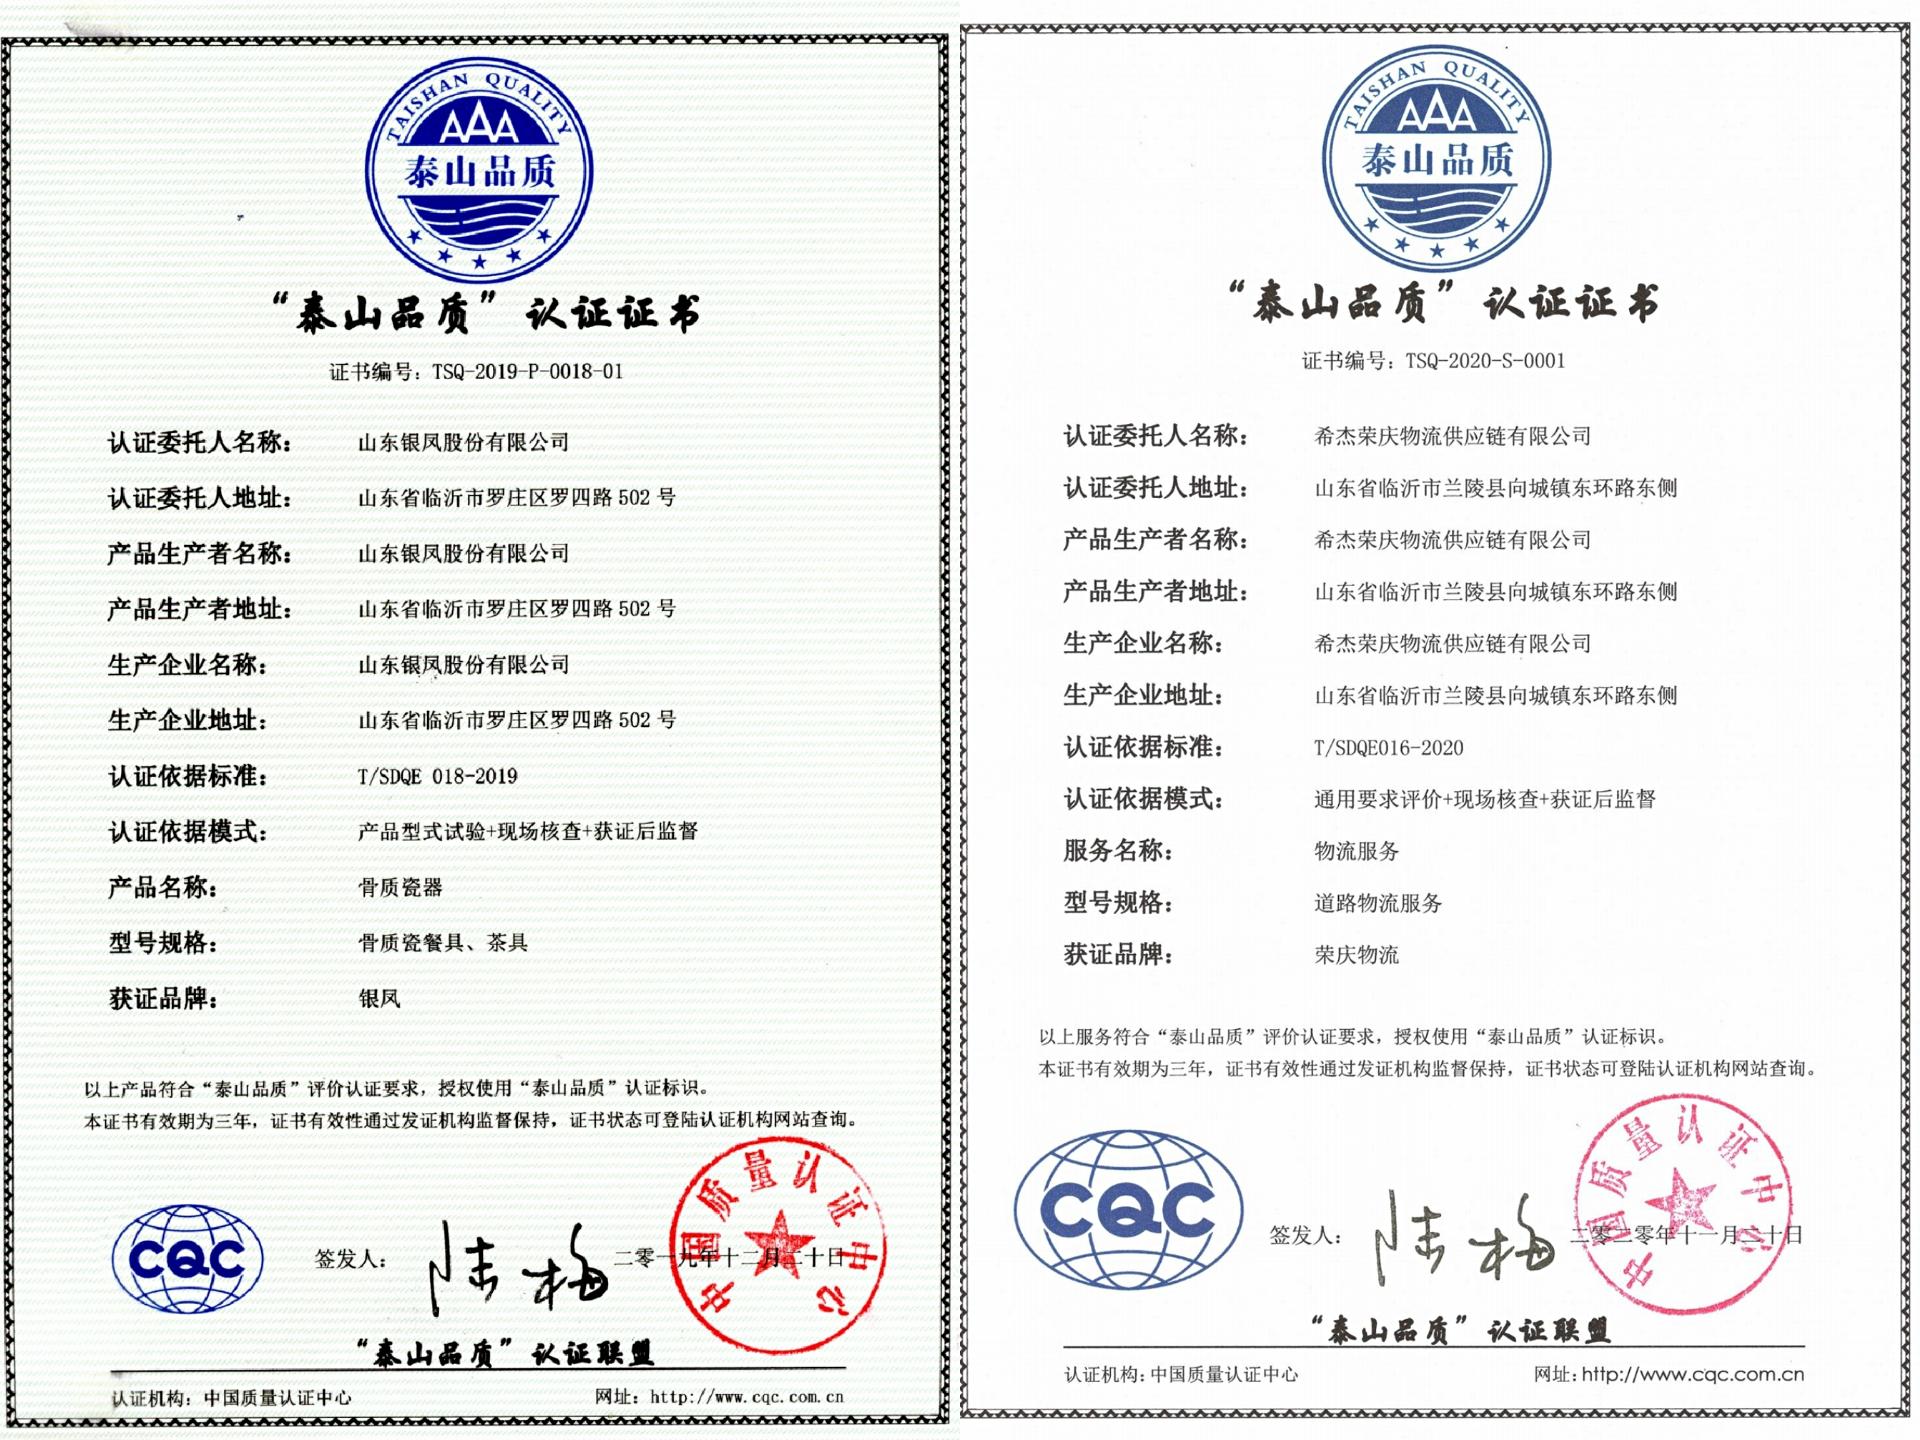 TAISHAN QUALITY
AAA
泰山品质
“泰山品质”认证证书
证书编号：TSQ-2019-P-0018-01
认证委托人名称： 山东银凤股份有限公司
认证委托人地址： 山东省临沂市罗庄区罗四路 502 号
产品生产者名称： 山东银凤股份有限公司
产品生产者地址： 山东省临沂市罗庄区罗四路 502 号
生产企业名称： 山东银凤股份有限公司
生产企业地址： 山东省临沂市罗庄区罗四路 502 号
认证依据标准： T/SDQE 018-2019
认证依据模式： 产品型式试验+现场核查+获证后监督
产品名称： 骨质瓷器
型号规格： 骨质瓷餐具、茶具
获证品牌： 银凤
以上产品符合“泰山品质”评价认证要求，授权使用“泰山品质”认证标识。
本证书有效期为三年，证书有效性通过发证机构监督保持，证书状态可登陆认证机构网站查询。
CQC
签发人： 陆梅 二零一九年十二月二十日
中国质量认证中心
“泰山品质”认证联盟
认证机构：中国质量认证中心 网址：http://www.cqc.com.cn
TAISHAN QUALITY
AAA
泰山品质
“泰山品质”认证证书
证书编号：TSQ-2020-S-0001
认证委托人名称： 希杰荣庆物流供应链有限公司
认证委托人地址： 山东省临沂市兰陵县向城镇东环路东侧
产品生产者名称： 希杰荣庆物流供应链有限公司
产品生产者地址： 山东省临沂市兰陵县向城镇东环路东侧
生产企业名称： 希杰荣庆物流供应链有限公司
生产企业地址： 山东省临沂市兰陵县向城镇东环路东侧
认证依据标准： T/SDQE016-2020
认证依据模式： 通用要求评价+现场核查+获证后监督
服务名称： 物流服务
型号规格： 道路物流服务
获证品牌： 荣庆物流
以上服务符合“泰山品质”评价认证要求，授权使用“泰山品质”认证标识。
本证书有效期为三年，证书有效性通过发证机构监督保持，证书状态可登陆认证机构网站查询。
CQC
签发人： 陆梅 二零二零年十一月二十日
中国质量认证中心
“泰山品质”认证联盟
认证机构：中国质量认证中心 网址：http://www.cqc.com.cn